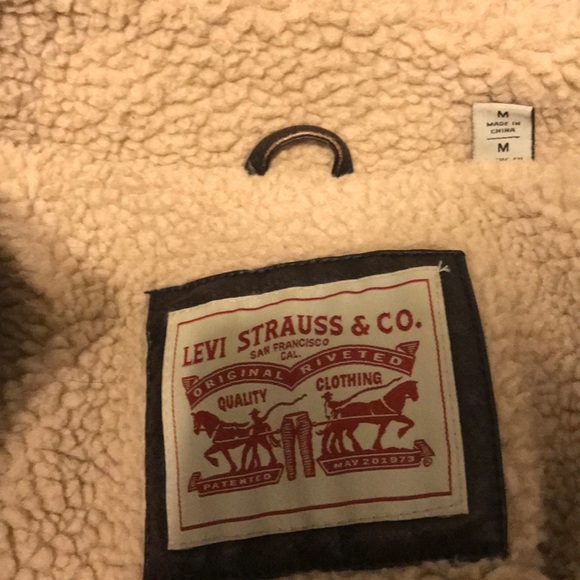 M
MADE IN
CHINA
M
LEVI STRAUSS & CO.
SAN FRANCISCO
CAL.
ORIGINAL RIVETED
QUALITY CLOTHING
PATENTED MAY 20 1873